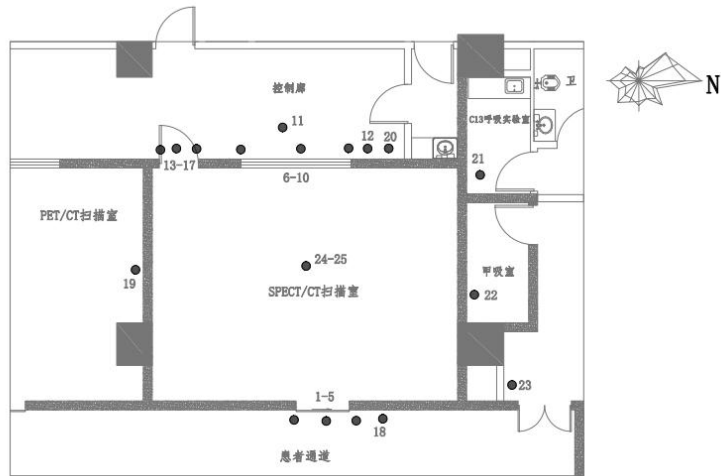 控制廊
卫
N
C13呼吸实验室
11
12
20
13-17
6-10
21
PET/CT扫描室
19
24-25
SPECT/CT扫描室
甲吸室
22
1-5
23
18
患者通道